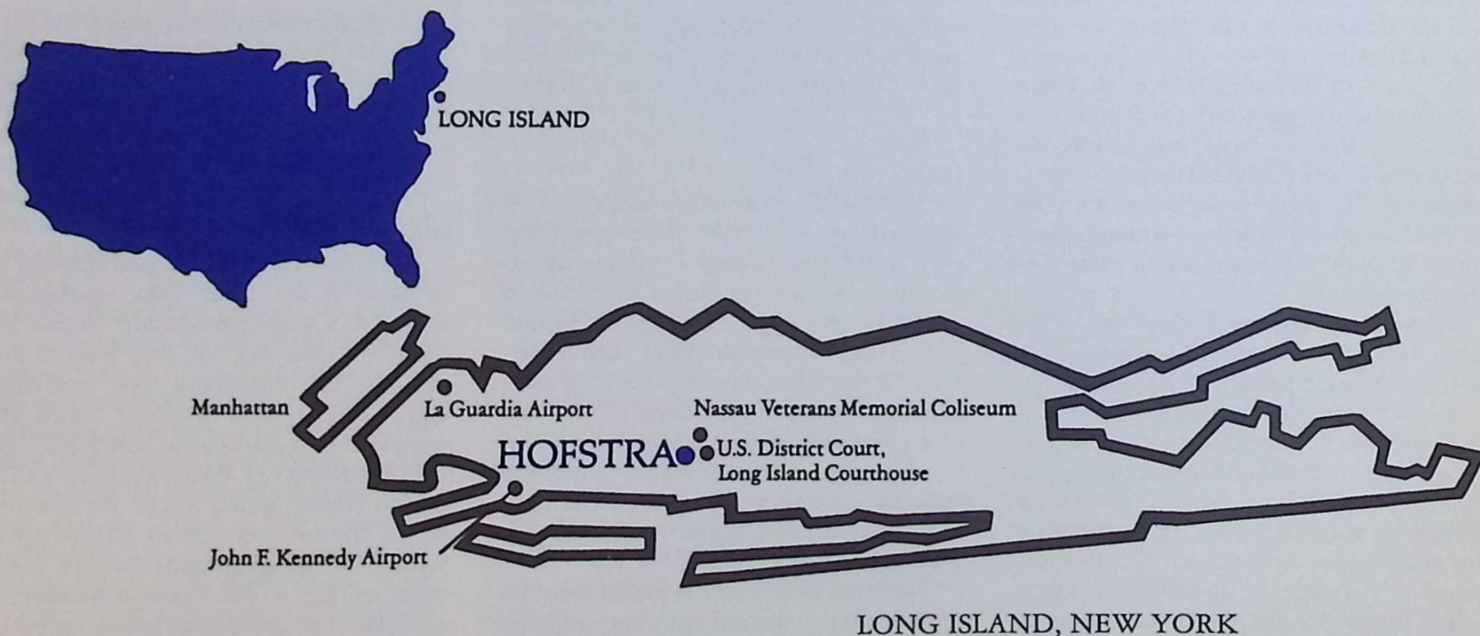 LONG ISLAND
Manhattan
La Guardia Airport
Nassau Veterans Memorial Coliseum
HOFSTRA
U.S. District Court,
Long Island Courthouse
John F. Kennedy Airport
LONG ISLAND, NEW YORK